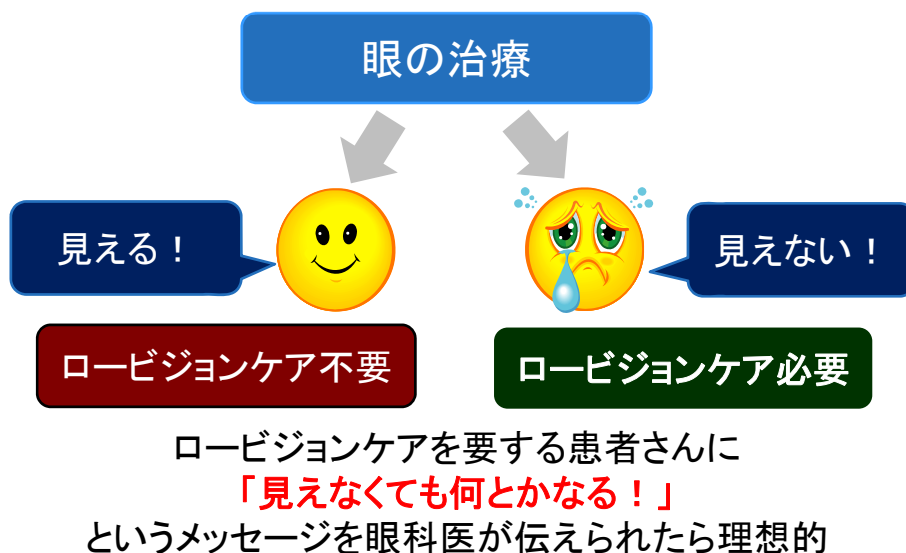 眼の治療
見える！
見えない！
ロービジョンケア不要
ロービジョンケア必要
ロービジョンケアを要する患者さんに
「見えなくても何とかなる！」
というメッセージを眼科医が伝えられたら理想的